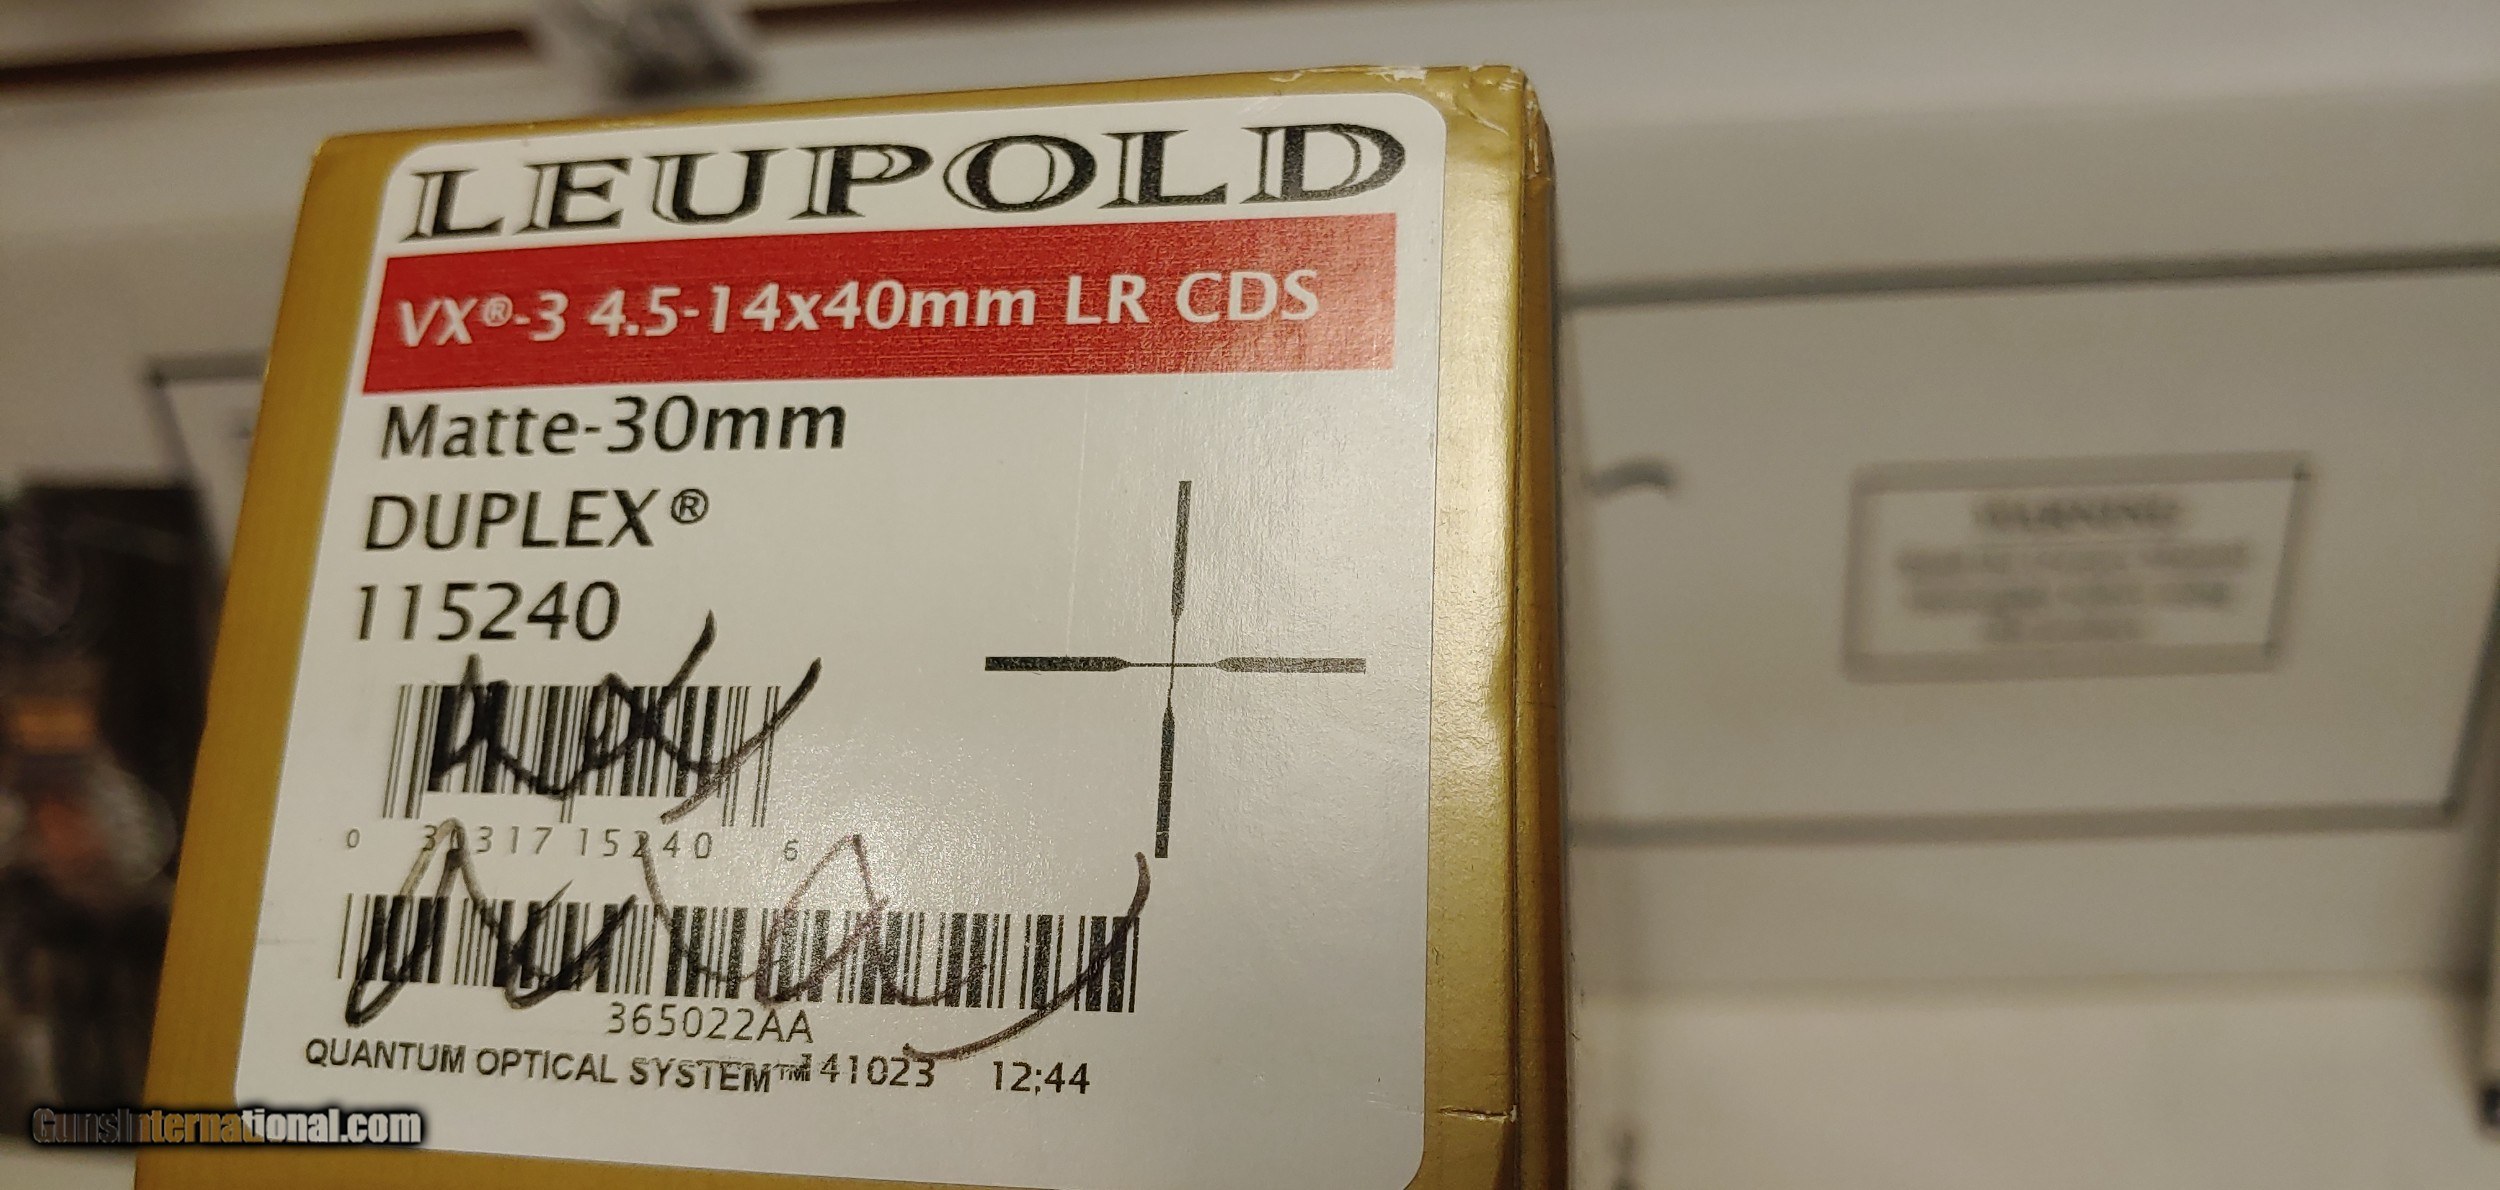 LEUPOLD
VX®-3 4.5-14x40mm LR CDS
Matte-30mm
DUPLEX®
115240
0 30317 15240 6
365022AA
QUANTUM OPTICAL SYSTEM™ 141023 12:44
WARNING
GunsInternational.com